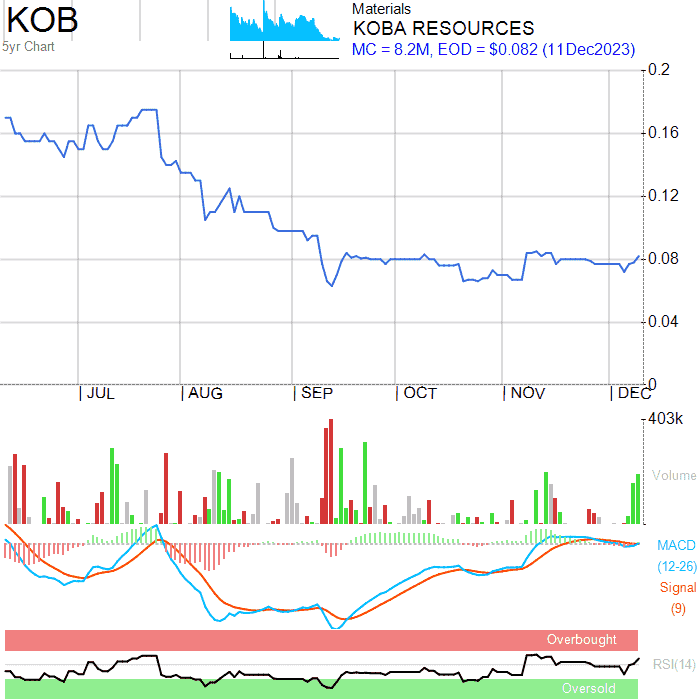 KOB
5yr Chart
Materials
KOBA RESOURCES
MC = 8.2M, EOD = $0.082 (11Dec2023)
0.2
0.16
0.12
0.08
0.04
0
JUL AUG SEP OCT NOV DEC
403k
Volume
MACD
(12-26)
Signal
(9)
Overbought
RSI(14)
Oversold